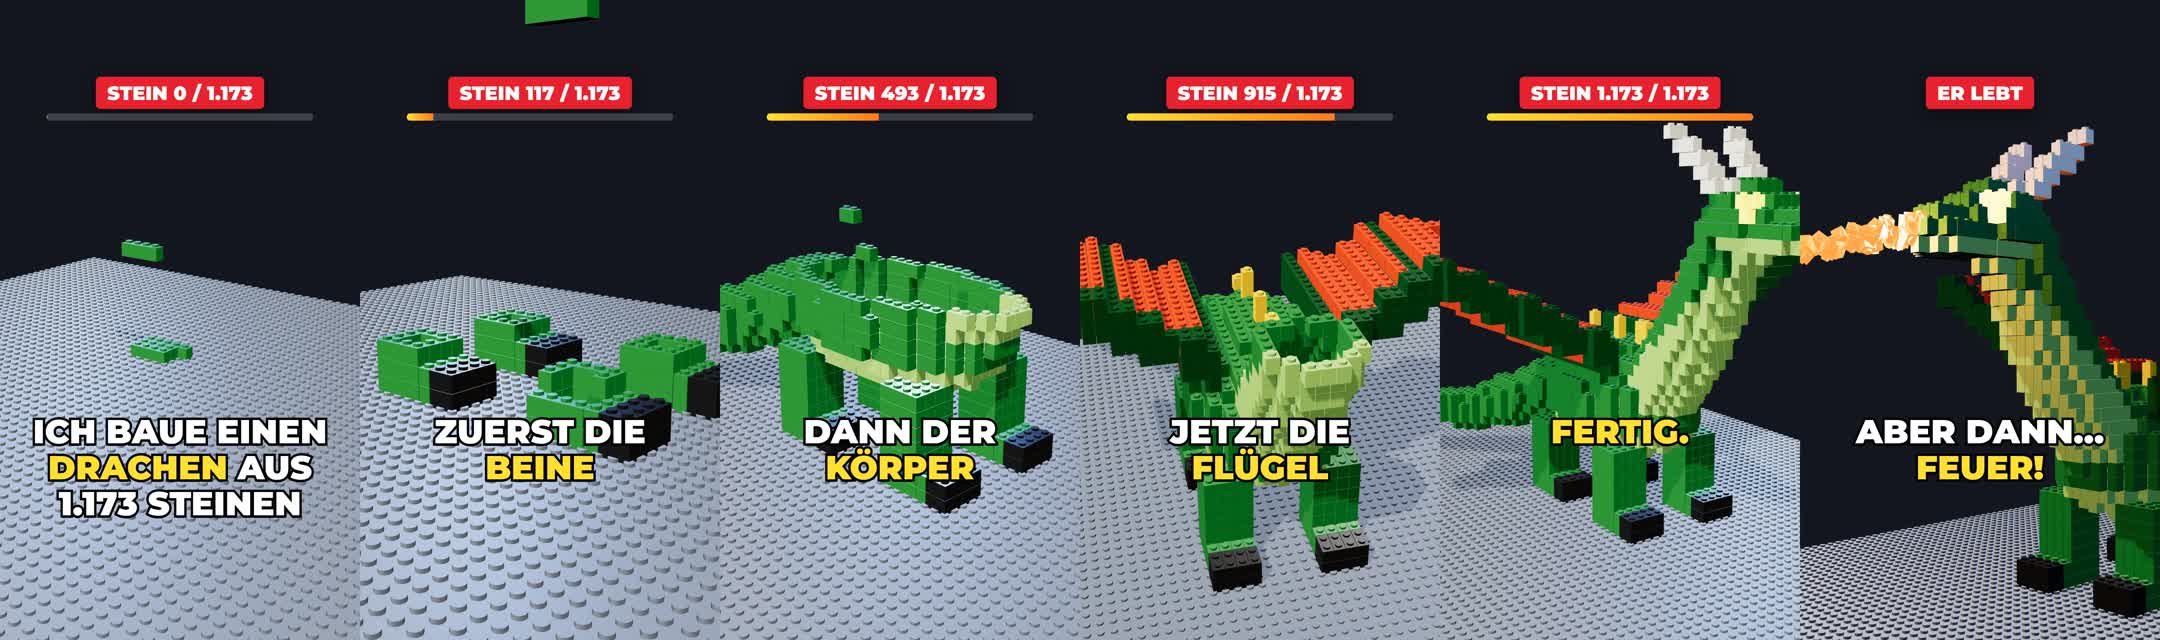 STEIN 0 / 1.173
ICH BAUE EINEN
DRACHEN AUS
1.173 STEINEN
STEIN 117 / 1.173
ZUERST DIE
BEINE
STEIN 493 / 1.173
DANN DER
KÖRPER
STEIN 915 / 1.173
JETZT DIE
FLÜGEL
STEIN 1.173 / 1.173
FERTIG.
ER LEBT
ABER DANN...
FEUER!